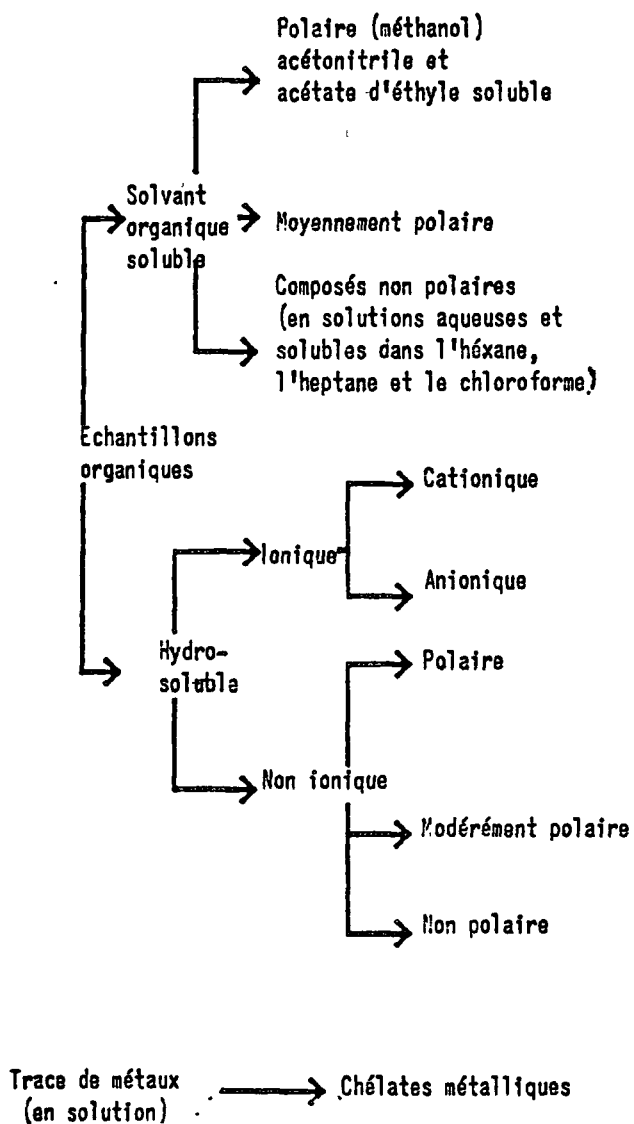 Polaire (méthanol)
acétonitrile et
acétate d'éthyle soluble
Solvant
organique
soluble
Moyennement polaire
Composés non polaires
(en solutions aqueuses et
solubles dans l'héxane,
l'heptane et le chloroforme)
Echantillons
organiques
Cationique
Ionique
Anionique
Hydro-
soluble
Polaire
Non ionique
Modérément polaire
Non polaire
Trace de métaux
(en solution)
Chélates métalliques